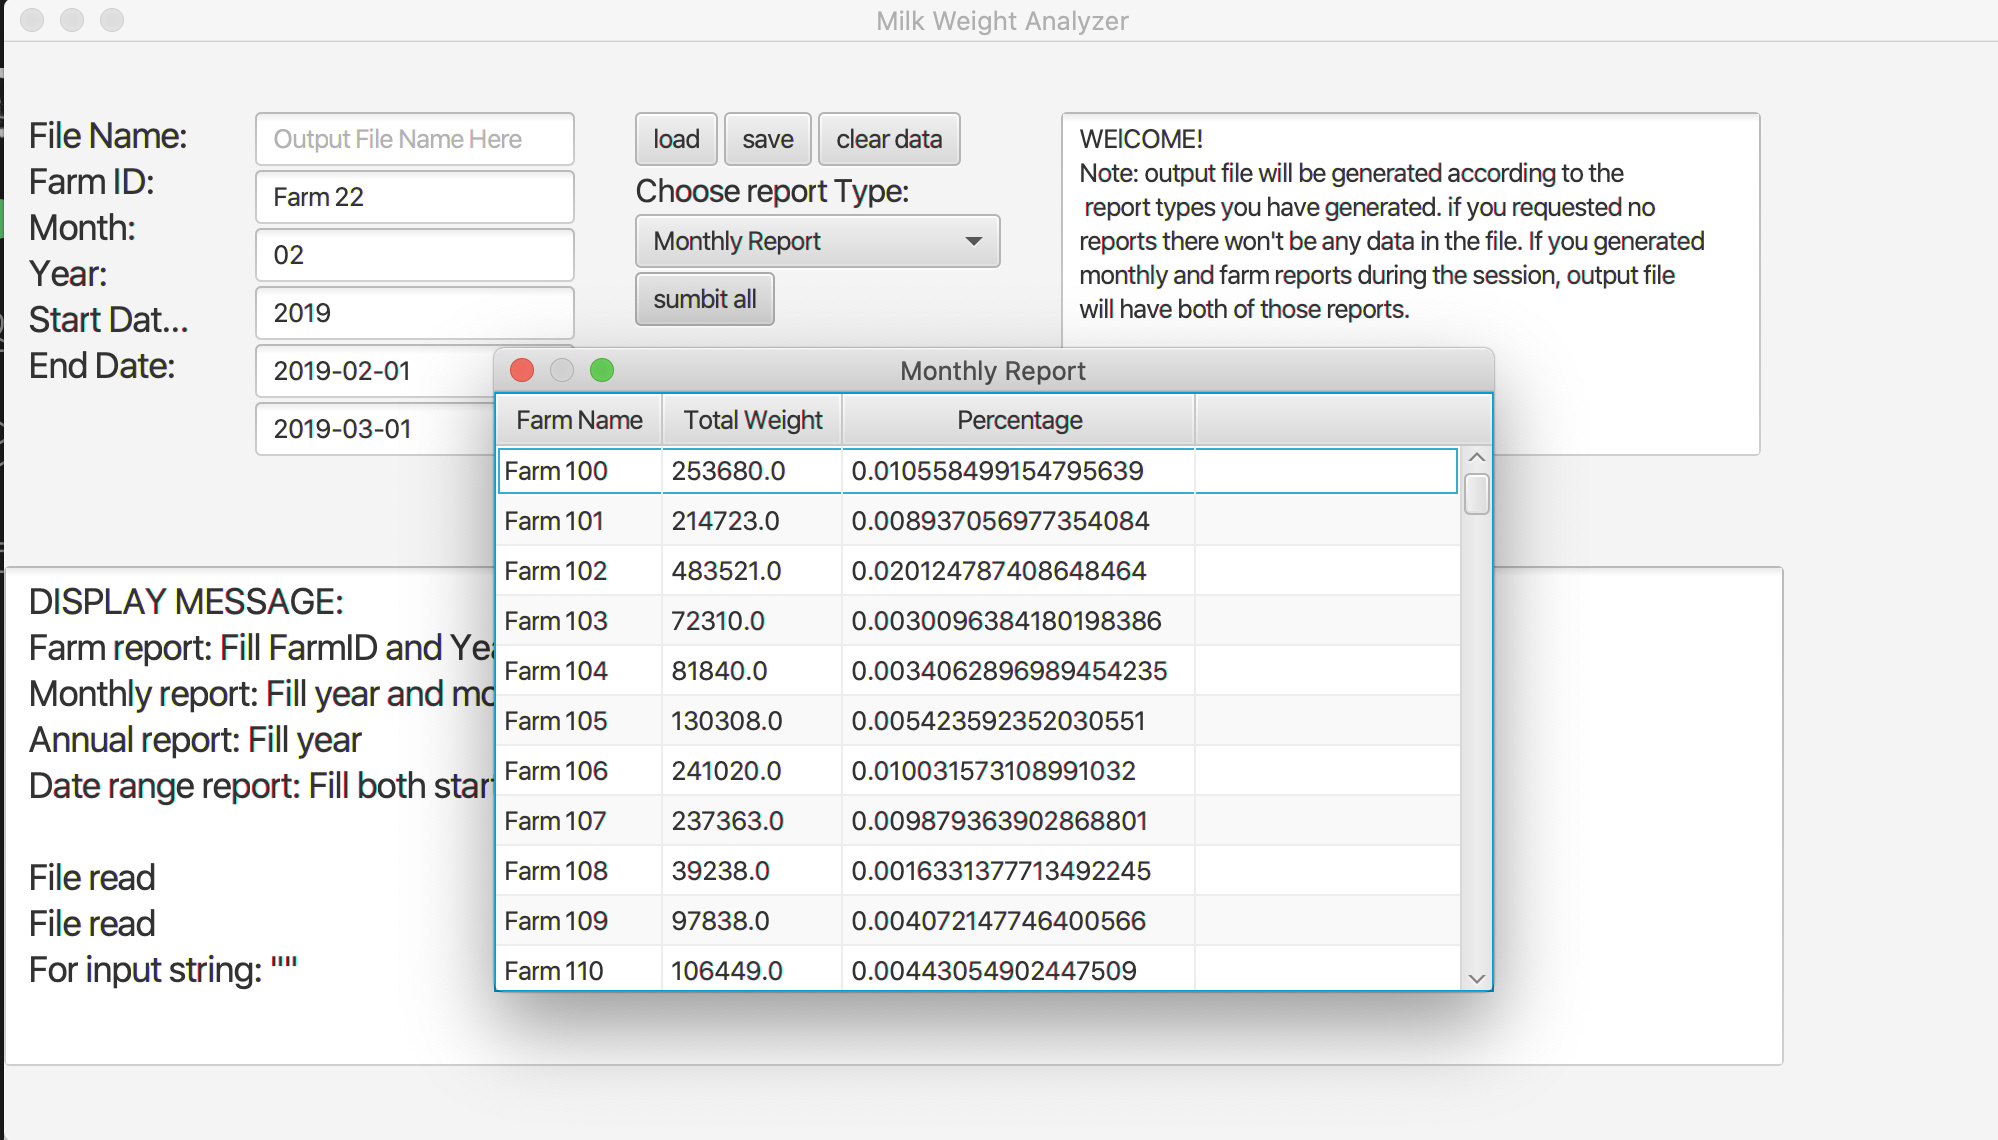 Milk Weight Analyzer
File Name:
Farm ID:
Month:
Year:
Start Dat...
End Date:
Output File Name Here
Farm 22
02
2019
2019-02-01
2019-03-01
load save clear data
Choose report Type:
Monthly Report
sumbit all
WElCOME!
Note: output file will be generated according to the
report types you have generated. if you requested no
reports there won't be any data in the file. If you generated
monthly and farm reports during the session, output file
will have both of those reports.
DISPLAY MESSAGE:
Farm report: Fill FarmID and
Monthly report: Fill year and
Annual report: Fill year
Date range report: Fill both
File read
File read
For input string: ""
Monthly Report
Farm Name Total Weight Percentage
Farm 100 253680.0 0.010558499154795639
Farm 101 214723.0 0.008937056977354084
Farm 102 483521.0 0.020124787408648464
Farm 103 72310.0 0.0030096384180198386
Farm 104 81840.0 0.0034062896989454235
Farm 105 130308.0 0.005423592352030551
Farm 106 241020.0 0.010031573108991032
Farm 107 237363.0 0.009879363902868801
Farm 108 39238.0 0.0016331377713492245
Farm 109 97838.0 0.004072147746400566
Farm 110 106449.0 0.00443054902447509